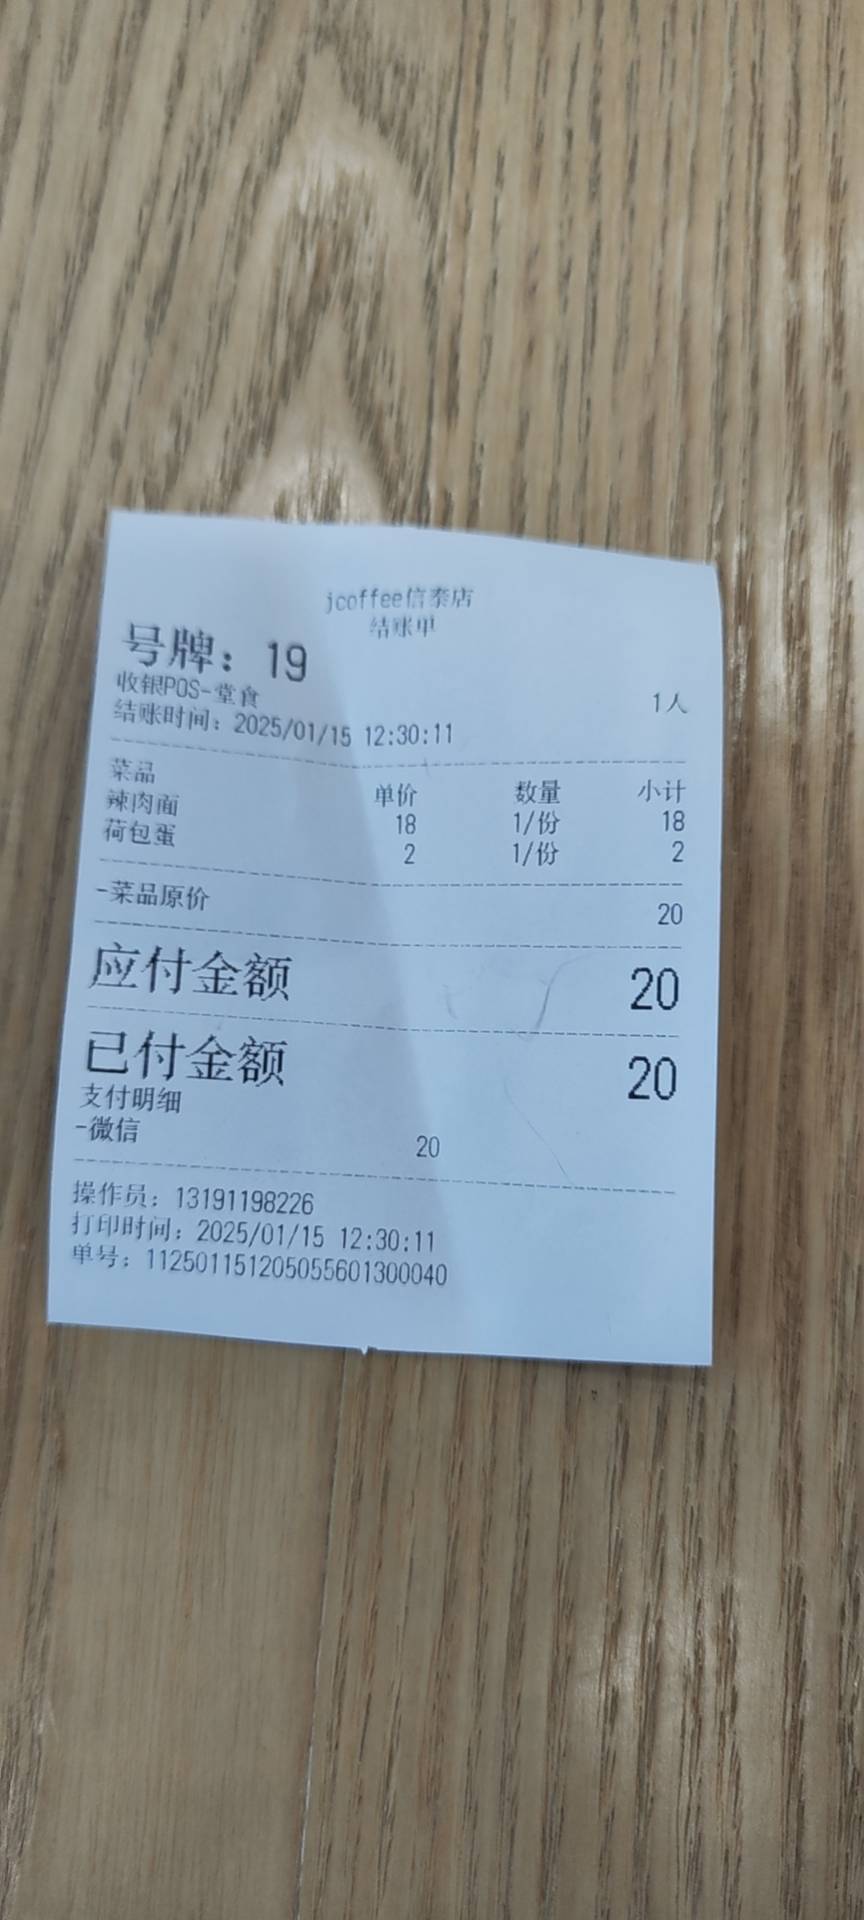 jcoffee信泰店
结账单
号牌：19
收银POS-堂食 1人
结账时间：2025/01/15 12:30:11
菜品 单价 数量 小计
辣肉面 18 1/份 18
荷包蛋 2 1/份 2
-菜品原价 20
应付金额 20
已付金额 20
支付明细
-微信 20
操作员：13191198226
打印时间：2025/01/15 12:30:11
单号：112501151205055601300040